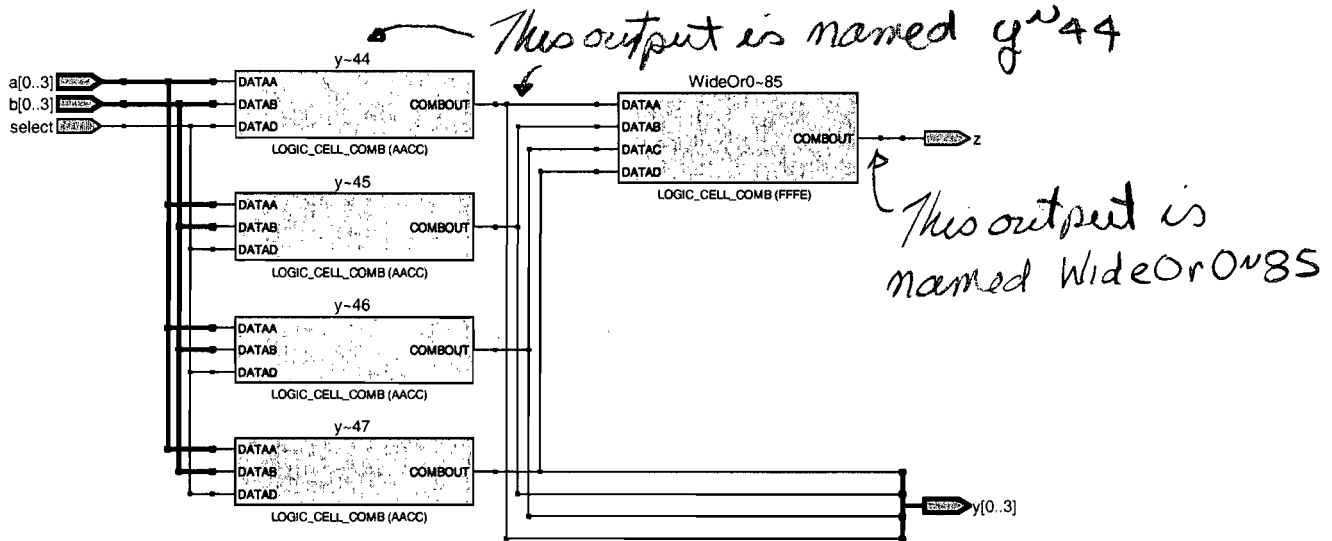 This output is named y~44
y~44
a[0..3]
b[0..3]
select
DATAA
DATAB
DATAD
COMBOUT
LOGIC_CELL_COMB (AACC)
WideOr0~85
DATAA
DATAB
DATAC
DATAD
COMBOUT
LOGIC_CELL_COMB (FFFE)
z
This output is
named WideOr0~85
y~45
DATAA
DATAB
DATAD
COMBOUT
LOGIC_CELL_COMB (AACC)
y~46
DATAA
DATAB
DATAD
COMBOUT
LOGIC_CELL_COMB (AACC)
y~47
DATAA
DATAB
DATAD
COMBOUT
LOGIC_CELL_COMB (AACC)
y[0..3]